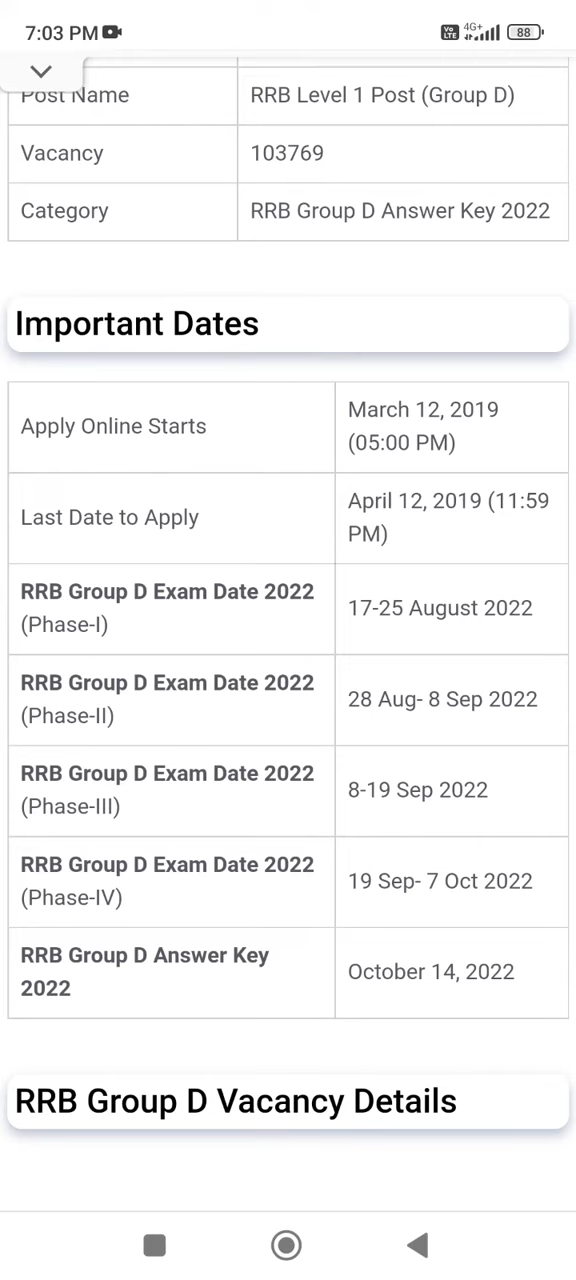 7:03 PM
Vo LTE 4G+ 88
Post Name
RRB Level 1 Post (Group D)
Vacancy
103769
Category
RRB Group D Answer Key 2022
Important Dates
Apply Online Starts
March 12, 2019
(05:00 PM)
Last Date to Apply
April 12, 2019 (11:59
PM)
RRB Group D Exam Date 2022
(Phase-I)
17-25 August 2022
RRB Group D Exam Date 2022
(Phase-II)
28 Aug- 8 Sep 2022
RRB Group D Exam Date 2022
(Phase-III)
8-19 Sep 2022
RRB Group D Exam Date 2022
(Phase-IV)
19 Sep- 7 Oct 2022
RRB Group D Answer Key
2022
October 14, 2022
RRB Group D Vacancy Details